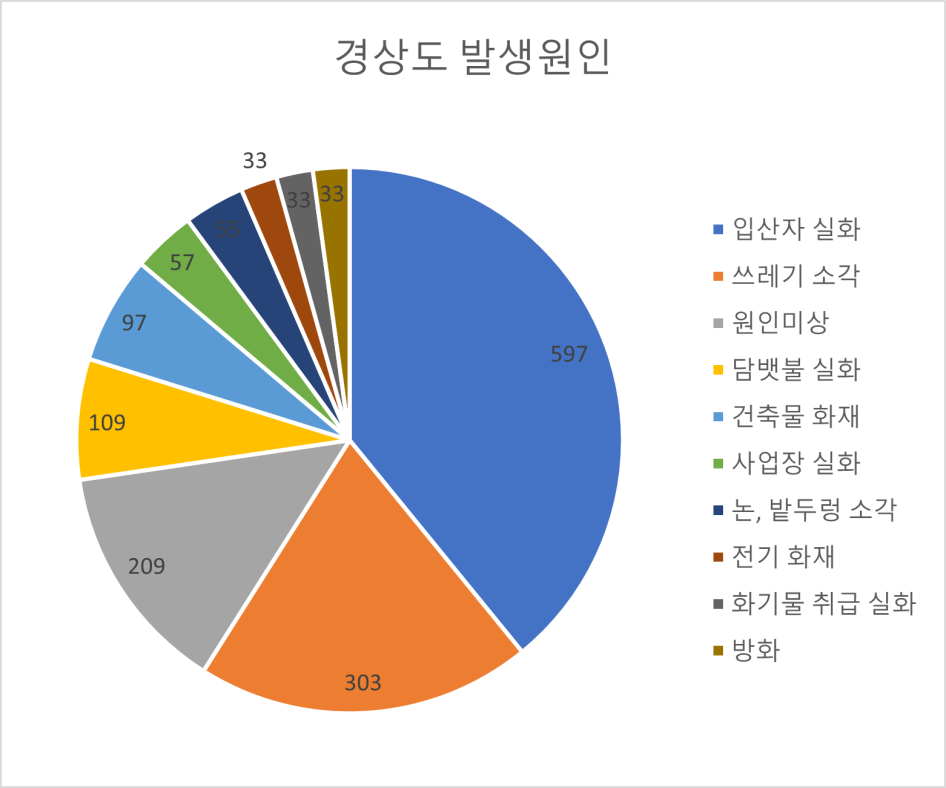 경상도 발생원인
33
33
33
597
57
97
109
209
303
입산자 실화
쓰레기 소각
원인미상
담뱃불 실화
건축물 화재
사업장 실화
논, 밭두렁 소각
전기 화재
화기물 취급 실화
방화